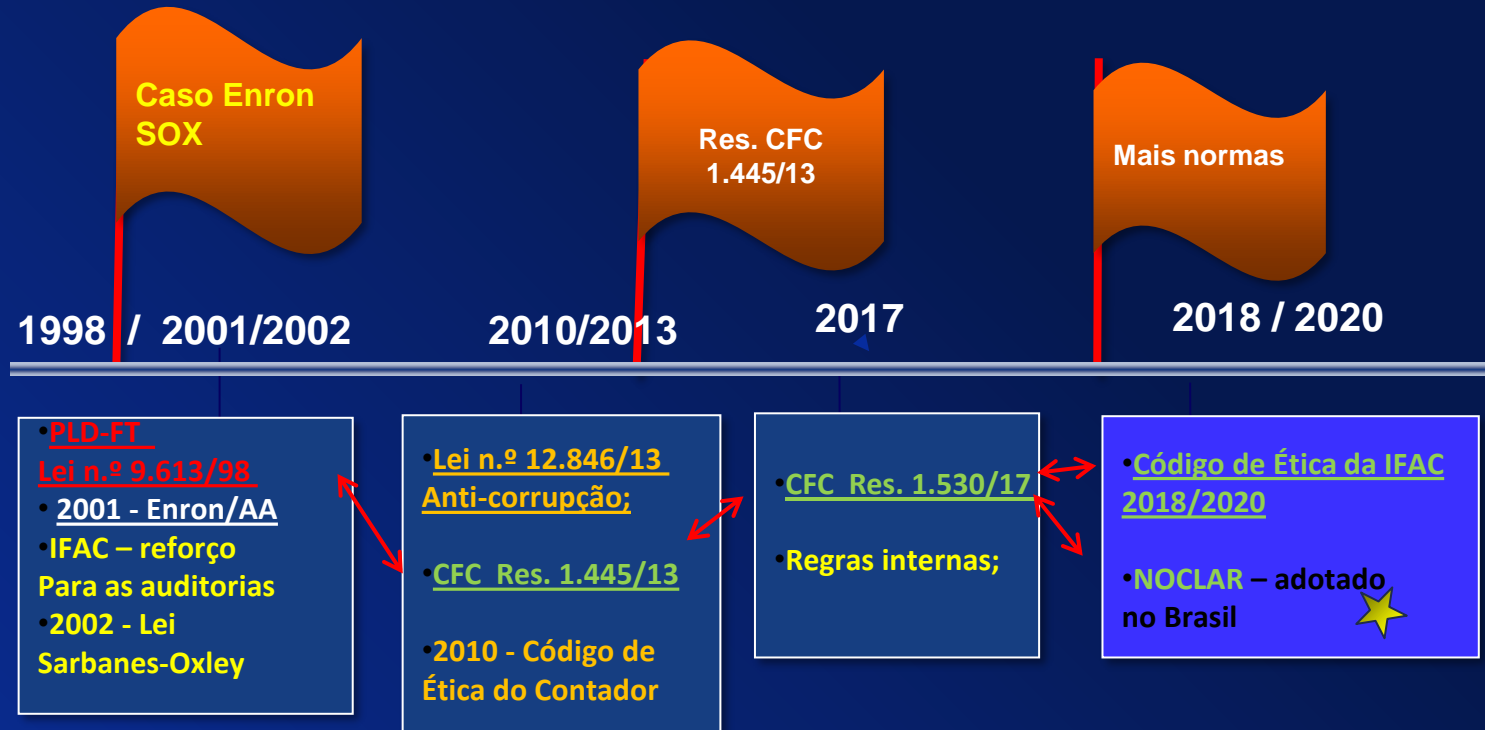 Caso Enron
SOX
Res. CFC
1.445/13
Mais normas
1998 / 2001/2002
2010/2013
2017
2018 / 2020
•PLD-FT
Lei n.º 9.613/98
• 2001 - Enron/AA
•IFAC – reforço
Para as auditorias
•2002 - Lei
Sarbanes-Oxley
•Lei n.º 12.846/13
Anti-corrupção;
•CFC Res. 1.445/13
•2010 - Código de
Ética do Contador
•CFC Res. 1.530/17
•Regras internas;
•Código de Ética da IFAC
2018/2020
•NOCLAR – adotado
no Brasil